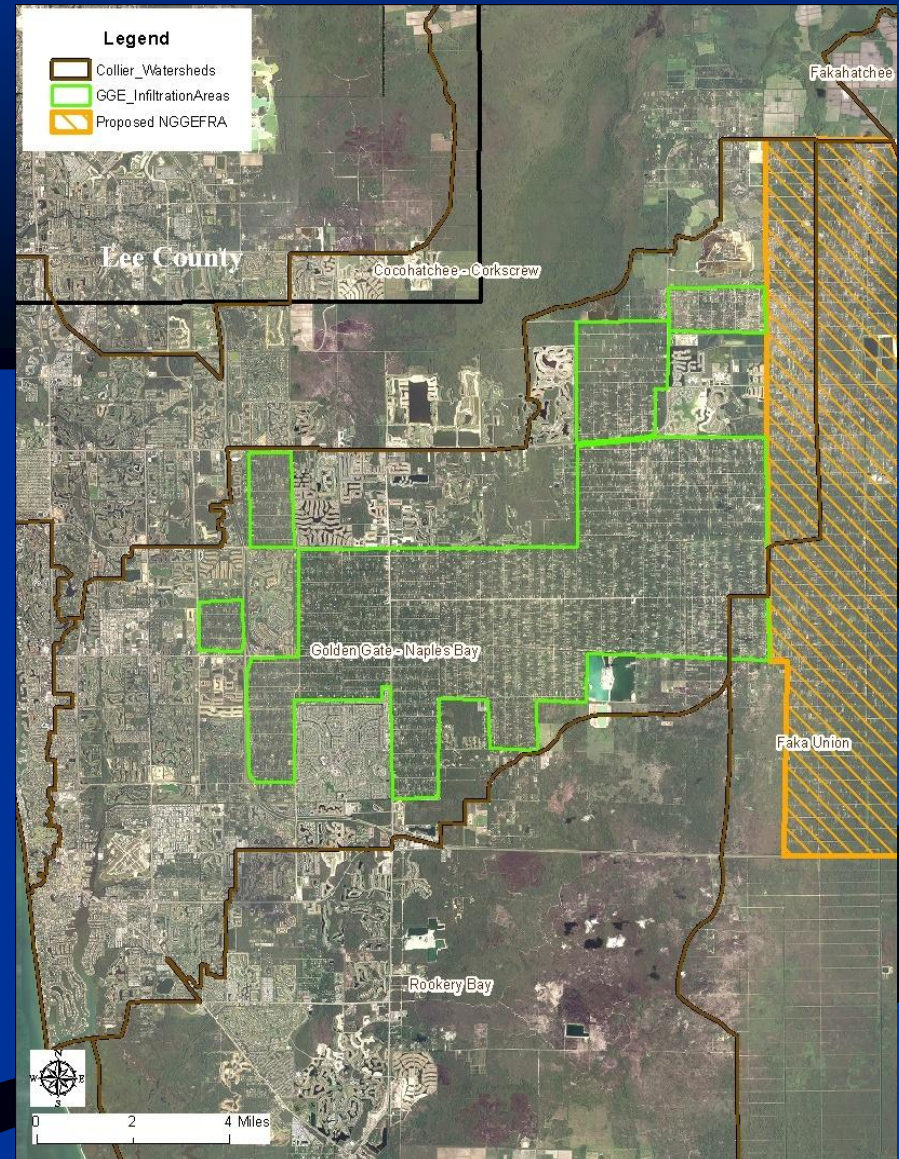 Legend
Collier_Watersheds
GGE_InfiltrationAreas
Proposed NGGEFRA
Fakahatchee
Lee County
Cocohatchee - Corkscrew
Golden Gate - Naples Bay
Faka Union
Rookery Bay
N
W E
S
0 2 4 Miles